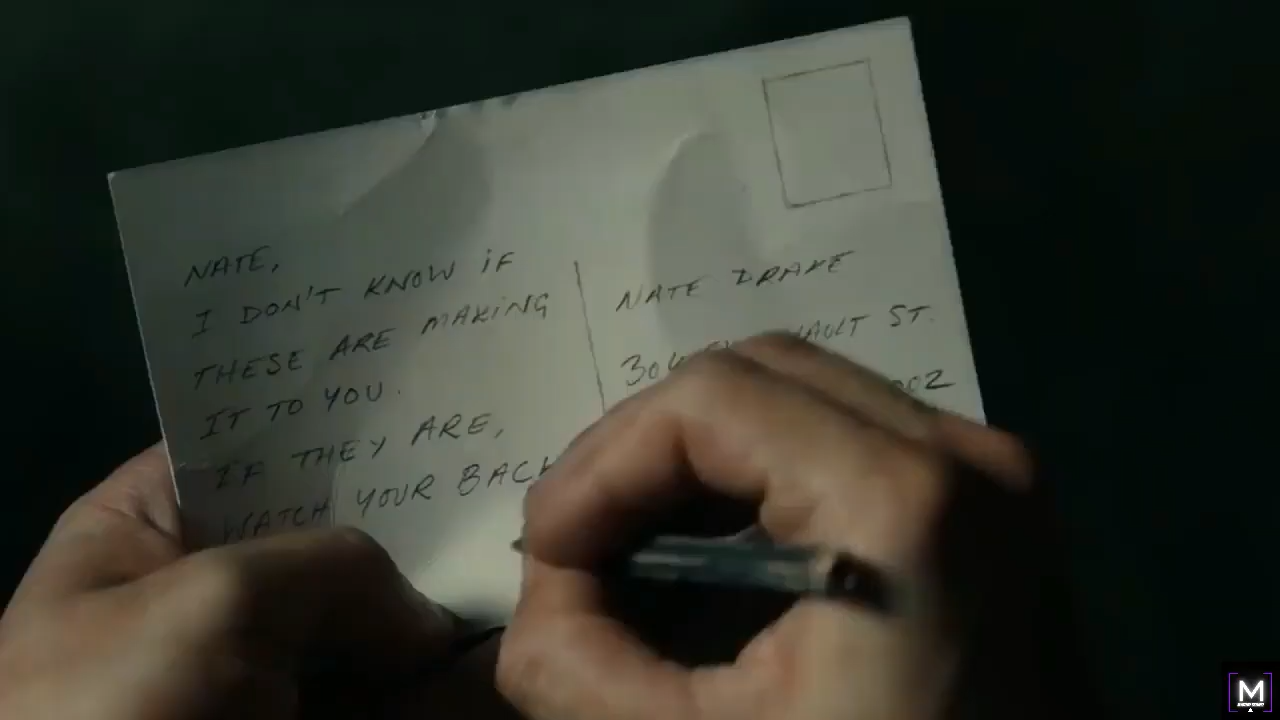 NATE,
I DON'T KNOW iF
THESE ARE MAKiNG
IT TO YOU.
IF THEY ARE,
WATCH YOUR BACK
NATE DRAKE
ST.
M